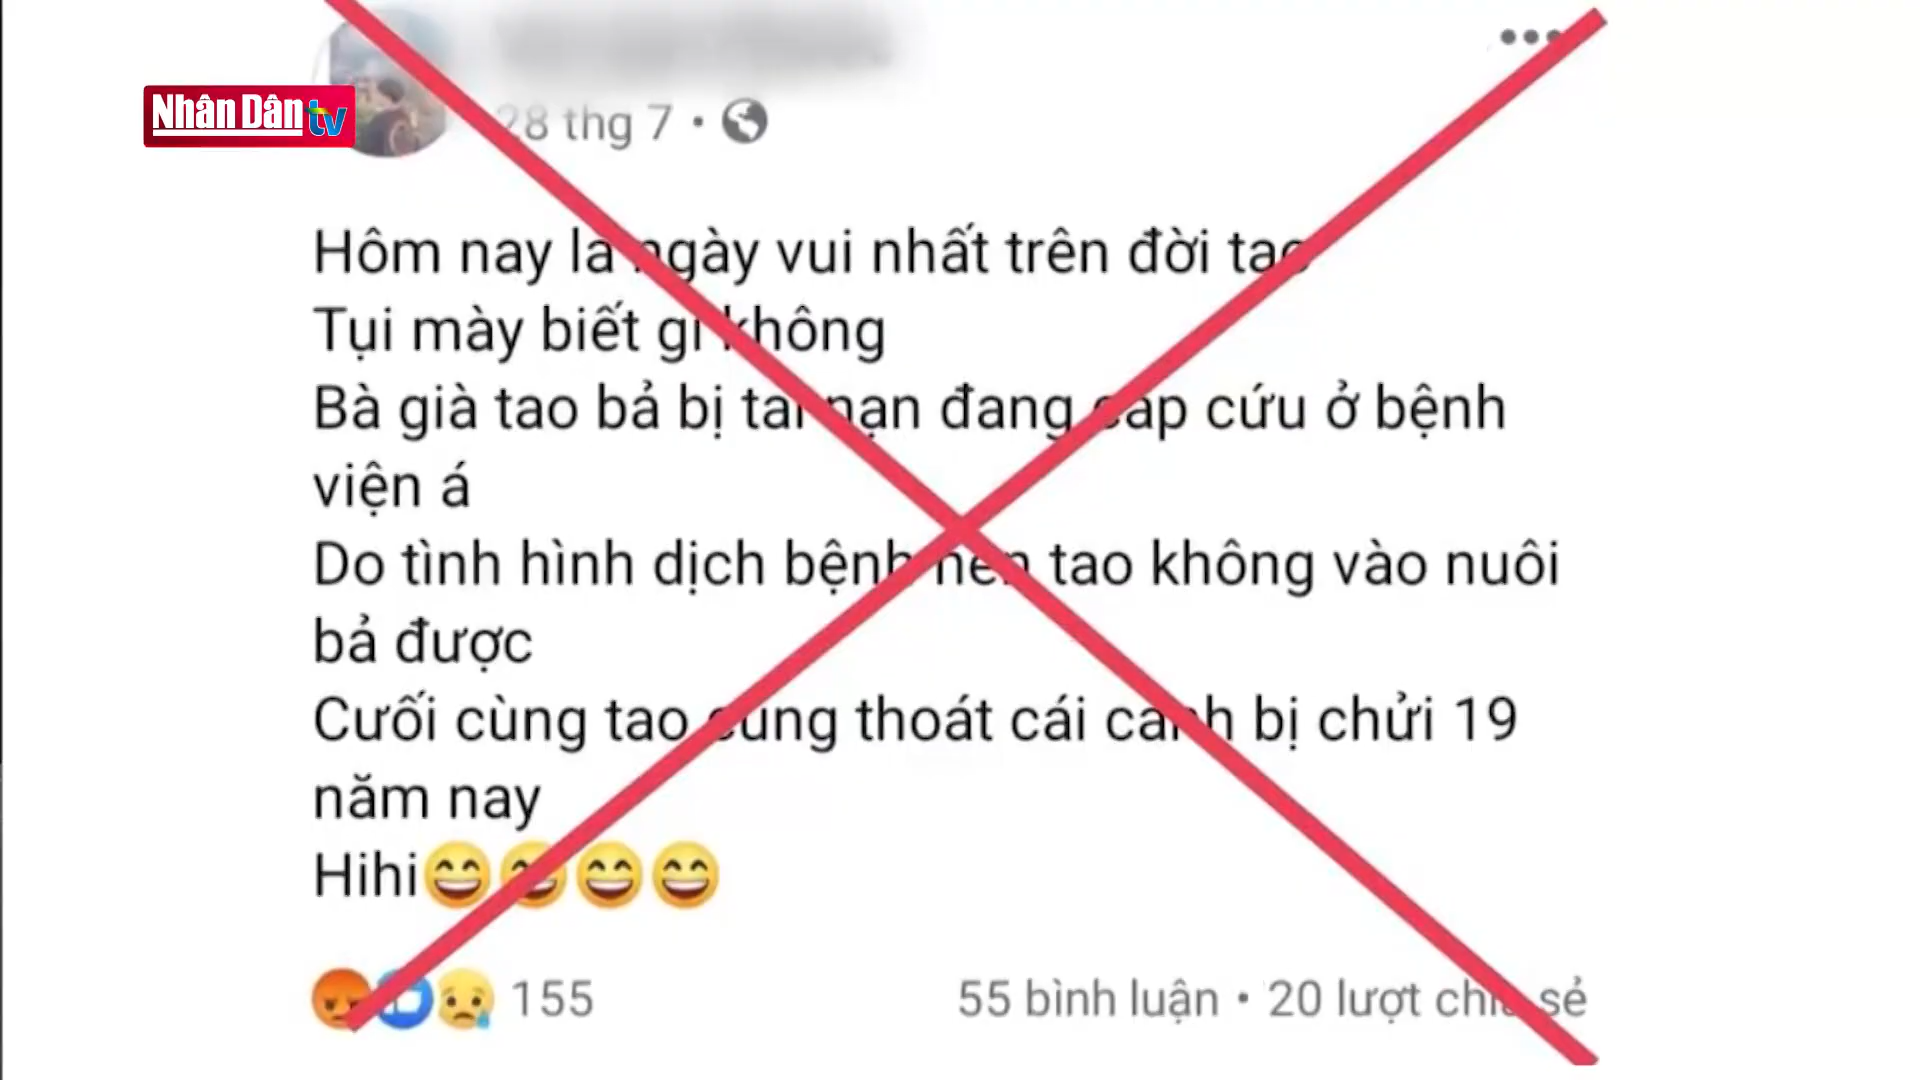 Nhân Dân tv
28 thg 7
Hôm nay là ngày vui nhất trên đời tao
Tụi mày biết gì không
Bà già tao bả bị tai nạn đang cấp cứu ở bệnh
viện á
Do tình hình dịch bệnh nên tao không vào nuôi
bả được
Cưối cùng tao cũng thoát cái cảnh bị chửi 19
năm nay
Hihi😄😄😄😄
155
55 bình luận • 20 lượt chia sẻ